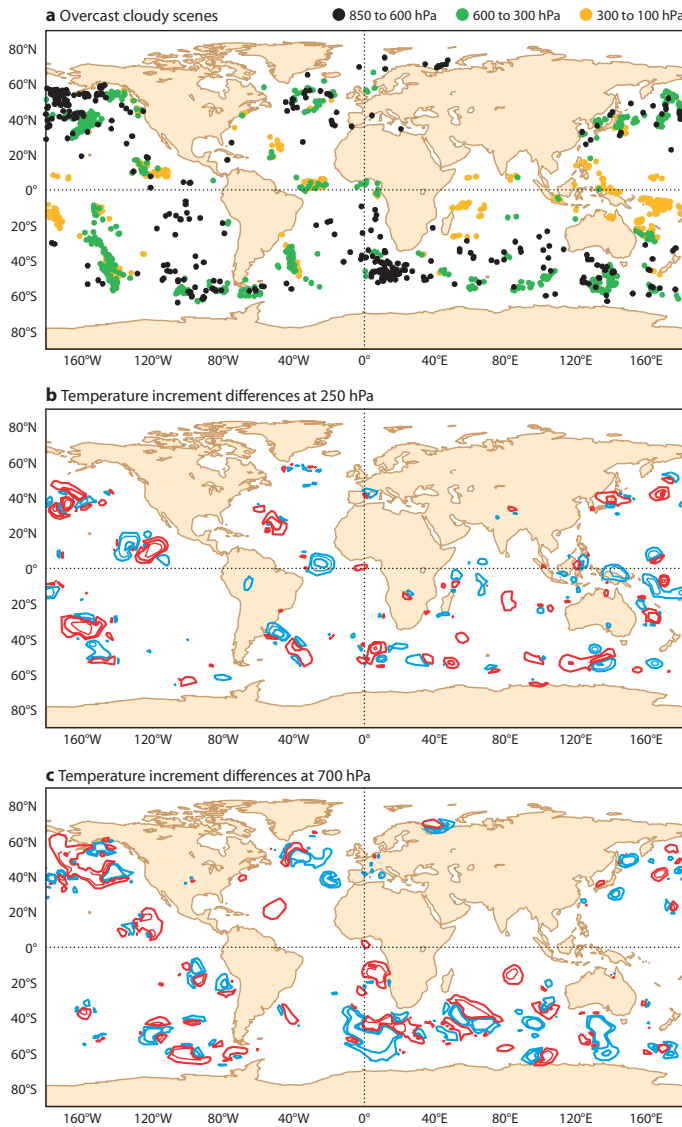 a Overcast cloudy scenes
850 to 600 hPa 600 to 300 hPa 300 to 100 hPa
80°N
60°N
40°N
20°N
0°
20°S
40°S
60°S
80°S
160°W 120°W 80°W 40°W 0° 40°E 80°E 120°E 160°E
b Temperature increment differences at 250 hPa
80°N
60°N
40°N
20°N
0°
20°S
40°S
60°S
80°S
160°W 120°W 80°W 40°W 0° 40°E 80°E 120°E 160°E
c Temperature increment differences at 700 hPa
80°N
60°N
40°N
20°N
0°
20°S
40°S
60°S
80°S
160°W 120°W 80°W 40°W 0° 40°E 80°E 120°E 160°E